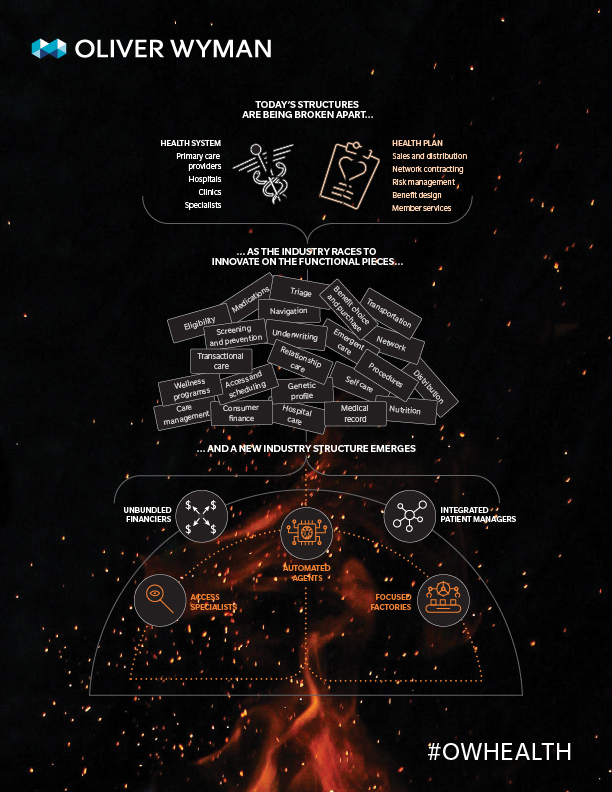 OLIVER WYMAN
TODAY'S STRUCTURES
ARE BEING BROKEN APART...
HEALTH SYSTEM
Primary care
providers
Hospitals
Clinics
Specialists
HEALTH PLAN
Sales and distribution
Network contracting
Risk management
Benefit design
Member services
... AS THE INDUSTRY RACES TO
INNOVATE ON THE FUNCTIONAL PIECES...
Eligibility
Medications
Triage
Benefit choice
and purchase
Transportation
Navigation
Screening
and prevention
Underwriting
Emergent
care
Network
Transactional
care
Relationship
care
Procedures
Distribution
Wellness
programss
Access and
scheduling
Genetic
profile
Self care
Care
management
Consumer
finance
Hospital
care
Medical
record
Nutrition
... AND A NEW INDUSTRY STRUCTURE EMERGES
UNBUNDLED
FINANCIERS
$ $
$ $
INTEGRATED
PATIENT MANAGERS
AUTOMATED
AGENTS
ACCESS
SPECIALISTS
FOCUSED
FACTORIES
#OWHEALTH